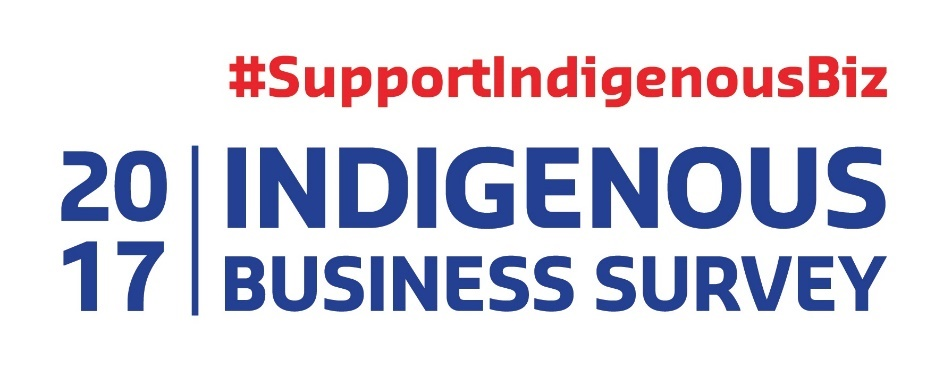 #SupportIndigenousBiz
20
17
INDIGENOUS
BUSINESS SURVEY